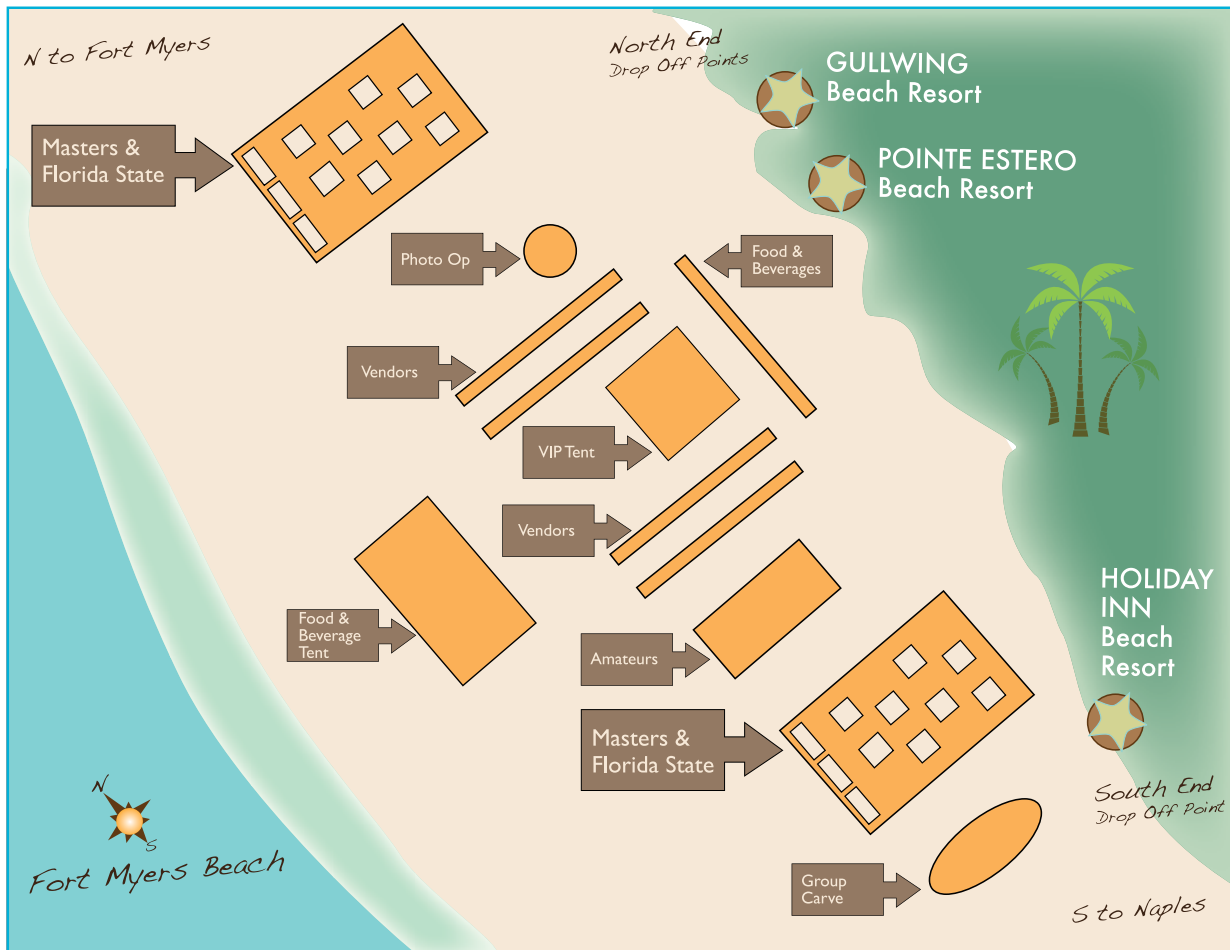 N to Fort Myers
North End
Drop Off Points
GULLWING
Beach Resort
Masters &
Florida State
POINTE ESTERO
Beach Resort
Photo Op
Food &
Beverages
Vendors
VIP Tent
Vendors
Food &
Beverage
Tent
Amateurs
HOLIDAY
INN
Beach
Resort
Masters &
Florida State
South End
Drop Off Point
N
S
Fort Myers Beach
Group
Carve
S to Naples